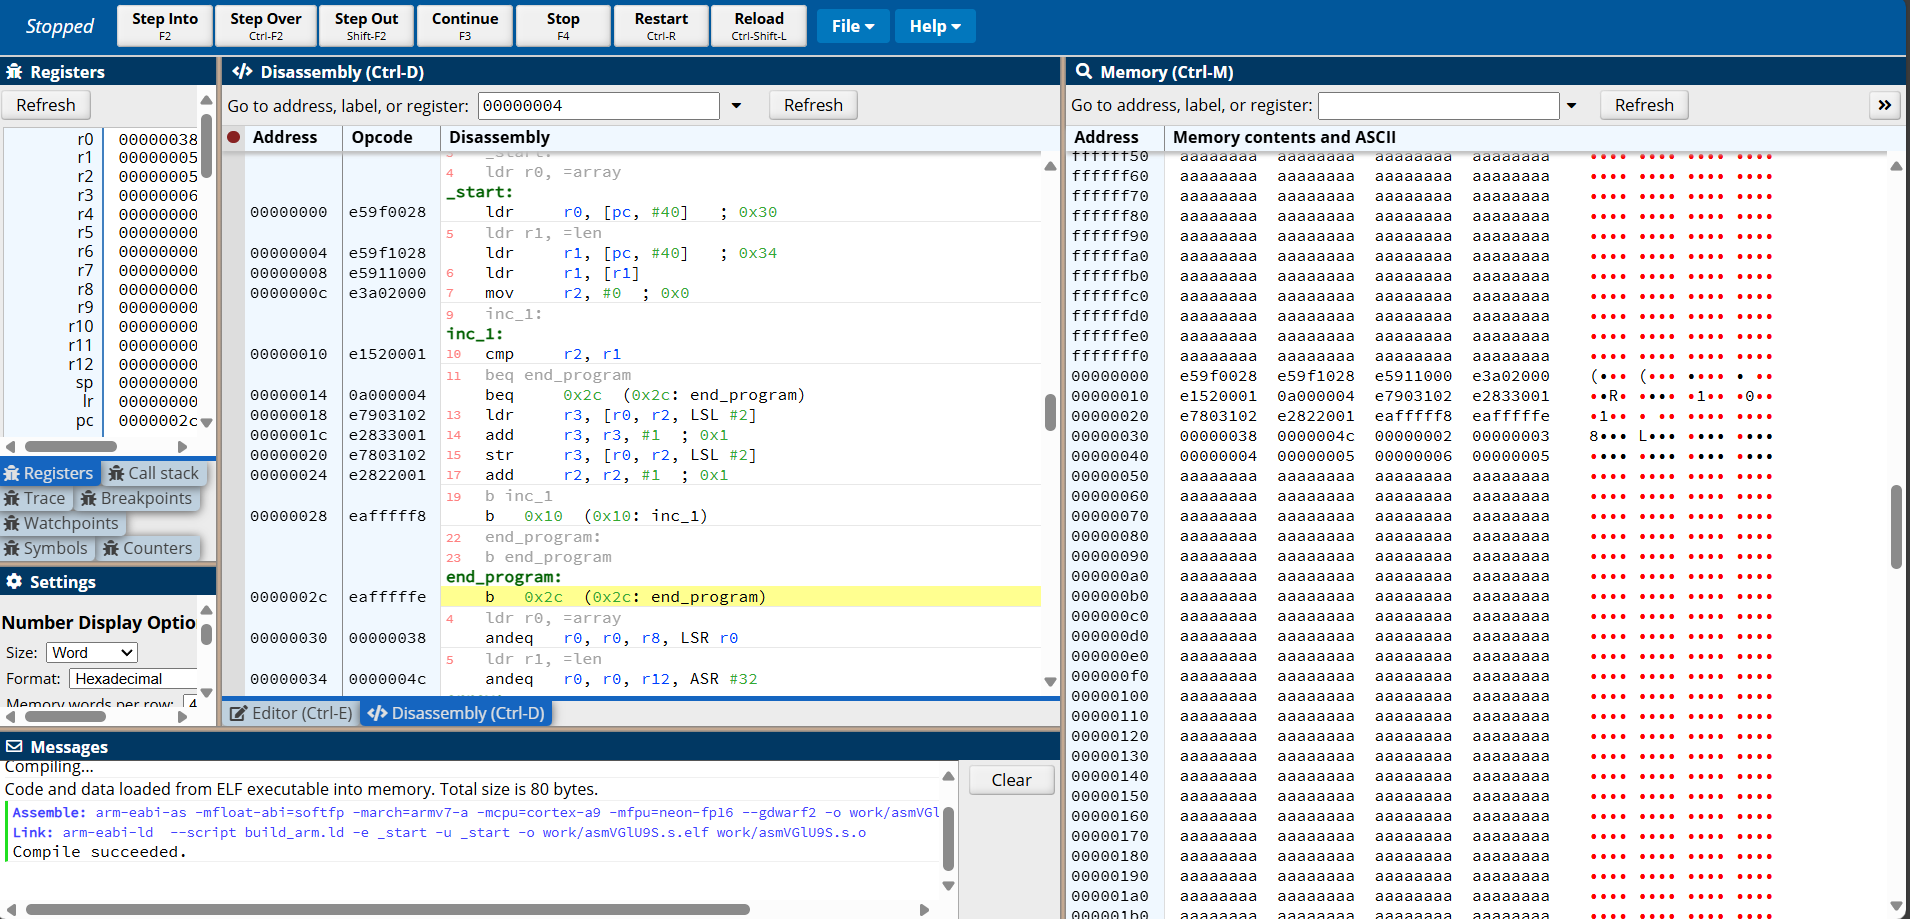 Stopped
Step Into
F2
Step Over
Ctrl-F2
Step Out
Shift-F2
Continue
F3
Stop
F4
Restart
Ctrl-R
Reload
Ctrl-Shift-L
File
Help
Registers
Refresh
r0 00000038
r1 00000005
r2 00000005
r3 00000006
r4 00000000
r5 00000000
r6 00000000
r7 00000000
r8 00000000
r9 00000000
r10 00000000
r11 00000000
r12 00000000
sp 00000000
lr 00000000
pc 0000002c
Registers Call stack
Trace Breakpoints
Watchpoints
Symbols Counters
Settings
Number Display Optio
Size: Word
Format: Hexadecimal
Memory words per row: 4
</> Disassembly (Ctrl-D)
Go to address, label, or register: 00000004 Refresh
Address Opcode Disassembly
3 _start:
4 ldr r0, =array
_start:
00000000 e59f0028 ldr r0, [pc, #40] ; 0x30
5 ldr r1, =len
00000004 e59f1028 ldr r1, [pc, #40] ; 0x34
00000008 e5911000 6 ldr r1, [r1]
0000000c e3a02000 7 mov r2, #0 ; 0x0
9 inc_1:
inc_1:
00000010 e1520001 10 cmp r2, r1
11 beq end_program
00000014 0a000004 beq 0x2c (0x2c: end_program)
00000018 e7903102 13 ldr r3, [r0, r2, LSL #2]
0000001c e2833001 14 add r3, r3, #1 ; 0x1
00000020 e7803102 15 str r3, [r0, r2, LSL #2]
00000024 e2822001 17 add r2, r2, #1 ; 0x1
19 b inc_1
00000028 eafffff8 b 0x10 (0x10: inc_1)
22 end_program:
23 b end_program
end_program:
0000002c eafffffe b 0x2c (0x2c: end_program)
4 ldr r0, =array
00000030 00000038 andeq r0, r0, r8, LSR r0
5 ldr r1, =len
00000034 0000004c andeq r0, r0, r12, ASR #32
Editor (Ctrl-E) </> Disassembly (Ctrl-D)
Messages
Compiling...
Code and data loaded from ELF executable into memory. Total size is 80 bytes.
Assemble: arm-eabi-as -mfloat-abi=softfp -march=armv7-a -mcpu=cortex-a9 -mfpu=neon-fp16 --gdwarf2 -o work/asmVGl
Link: arm-eabi-ld --script build_arm.ld -e _start -u _start -o work/asmVGlU9S.s.elf work/asmVGlU9S.s.o
Compile succeeded.
Clear
Memory (Ctrl-M)
Go to address, label, or register: Refresh »
Address Memory contents and ASCII
ffffff50 aaaaaaaa aaaaaaaa aaaaaaaa aaaaaaaa •••• •••• •••• ••••
ffffff60 aaaaaaaa aaaaaaaa aaaaaaaa aaaaaaaa •••• •••• •••• ••••
ffffff70 aaaaaaaa aaaaaaaa aaaaaaaa aaaaaaaa •••• •••• •••• ••••
ffffff80 aaaaaaaa aaaaaaaa aaaaaaaa aaaaaaaa •••• •••• •••• ••••
ffffff90 aaaaaaaa aaaaaaaa aaaaaaaa aaaaaaaa •••• •••• •••• ••••
ffffffa0 aaaaaaaa aaaaaaaa aaaaaaaa aaaaaaaa •••• •••• •••• ••••
ffffffb0 aaaaaaaa aaaaaaaa aaaaaaaa aaaaaaaa •••• •••• •••• ••••
ffffffc0 aaaaaaaa aaaaaaaa aaaaaaaa aaaaaaaa •••• •••• •••• ••••
ffffffd0 aaaaaaaa aaaaaaaa aaaaaaaa aaaaaaaa •••• •••• •••• ••••
ffffffe0 aaaaaaaa aaaaaaaa aaaaaaaa aaaaaaaa •••• •••• •••• ••••
fffffff0 aaaaaaaa aaaaaaaa aaaaaaaa aaaaaaaa •••• •••• •••• ••••
00000000 e59f0028 e59f1028 e5911000 e3a02000 (••• (••• •••• • ••
00000010 e1520001 0a000004 e7903102 e2833001 ••R• •••• •1•• •0••
00000020 e7803102 e2822001 eafffff8 eafffffe •1•• • •• •••• ••••
00000030 00000038 0000004c 00000002 00000003 8••• L••• •••• ••••
00000040 00000004 00000005 00000006 00000005 •••• •••• •••• ••••
00000050 aaaaaaaa aaaaaaaa aaaaaaaa aaaaaaaa •••• •••• •••• ••••
00000060 aaaaaaaa aaaaaaaa aaaaaaaa aaaaaaaa •••• •••• •••• ••••
00000070 aaaaaaaa aaaaaaaa aaaaaaaa aaaaaaaa •••• •••• •••• ••••
00000080 aaaaaaaa aaaaaaaa aaaaaaaa aaaaaaaa •••• •••• •••• ••••
00000090 aaaaaaaa aaaaaaaa aaaaaaaa aaaaaaaa •••• •••• •••• ••••
000000a0 aaaaaaaa aaaaaaaa aaaaaaaa aaaaaaaa •••• •••• •••• ••••
000000b0 aaaaaaaa aaaaaaaa aaaaaaaa aaaaaaaa •••• •••• •••• ••••
000000c0 aaaaaaaa aaaaaaaa aaaaaaaa aaaaaaaa •••• •••• •••• ••••
000000d0 aaaaaaaa aaaaaaaa aaaaaaaa aaaaaaaa •••• •••• •••• ••••
000000e0 aaaaaaaa aaaaaaaa aaaaaaaa aaaaaaaa •••• •••• •••• ••••
000000f0 aaaaaaaa aaaaaaaa aaaaaaaa aaaaaaaa •••• •••• •••• ••••
00000100 aaaaaaaa aaaaaaaa aaaaaaaa aaaaaaaa •••• •••• •••• ••••
00000110 aaaaaaaa aaaaaaaa aaaaaaaa aaaaaaaa •••• •••• •••• ••••
00000120 aaaaaaaa aaaaaaaa aaaaaaaa aaaaaaaa •••• •••• •••• ••••
00000130 aaaaaaaa aaaaaaaa aaaaaaaa aaaaaaaa •••• •••• •••• ••••
00000140 aaaaaaaa aaaaaaaa aaaaaaaa aaaaaaaa •••• •••• •••• ••••
00000150 aaaaaaaa aaaaaaaa aaaaaaaa aaaaaaaa •••• •••• •••• ••••
00000160 aaaaaaaa aaaaaaaa aaaaaaaa aaaaaaaa •••• •••• •••• ••••
00000170 aaaaaaaa aaaaaaaa aaaaaaaa aaaaaaaa •••• •••• •••• ••••
00000180 aaaaaaaa aaaaaaaa aaaaaaaa aaaaaaaa •••• •••• •••• ••••
00000190 aaaaaaaa aaaaaaaa aaaaaaaa aaaaaaaa •••• •••• •••• ••••
000001a0 aaaaaaaa aaaaaaaa aaaaaaaa aaaaaaaa •••• •••• •••• ••••
000001b0 aaaaaaaa aaaaaaaa aaaaaaaa aaaaaaaa •••• •••• •••• ••••